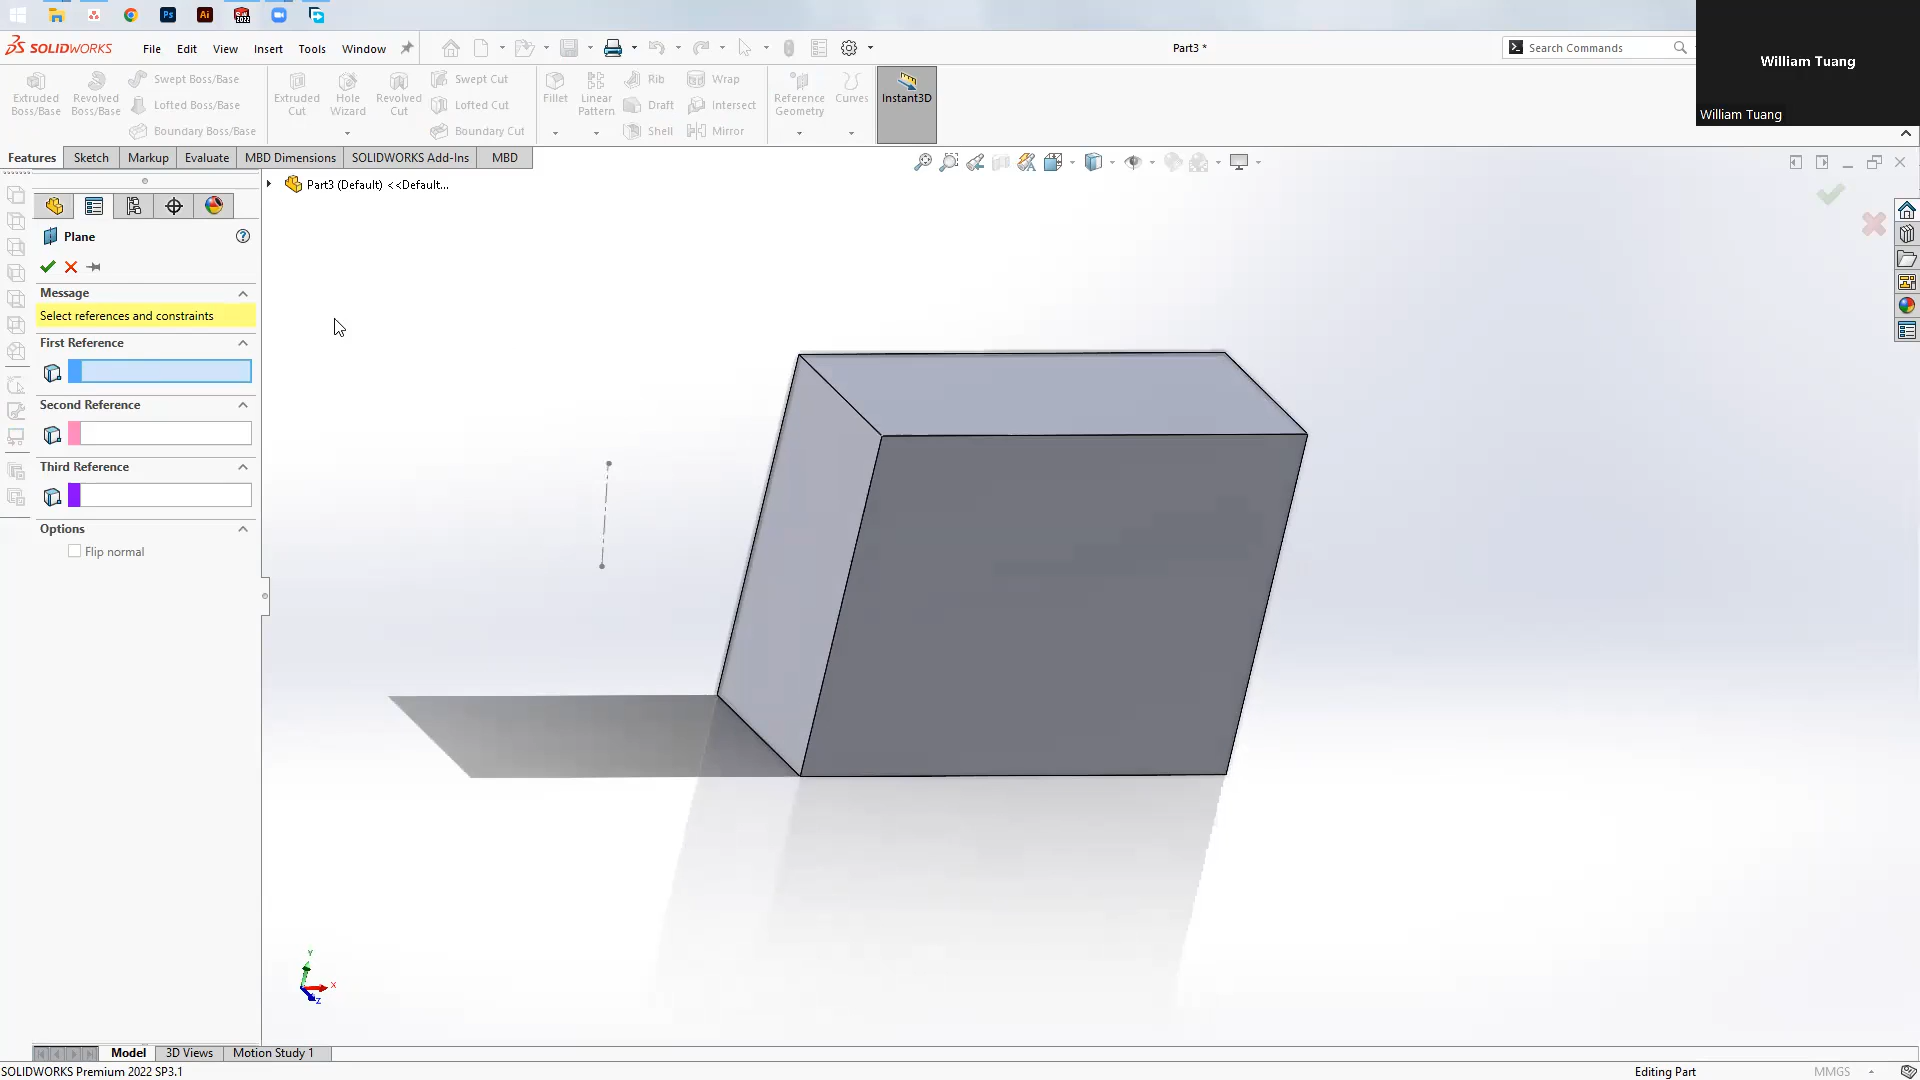 SOLIDWORKS
File Edit View Insert Tools Window
Part3 *
Search Commands
William Tuang
William Tuang
Extruded Boss/Base
Revolved Boss/Base
Swept Boss/Base
Lofted Boss/Base
Boundary Boss/Base
Extruded Cut
Hole Wizard
Revolved Cut
Swept Cut
Lofted Cut
Boundary Cut
Fillet
Linear Pattern
Rib
Draft
Shell
Wrap
Intersect
Mirror
Reference Geometry
Curves
Instant3D
Features Sketch Markup Evaluate MBD Dimensions SOLIDWORKS Add-Ins MBD
Part3 (Default) <<Default...
Plane
Message
Select references and constraints
First Reference
Second Reference
Third Reference
Options
Flip normal
Y
X
Z
Model 3D Views Motion Study 1
SOLIDWORKS Premium 2022 SP3.1
Editing Part
MMGS